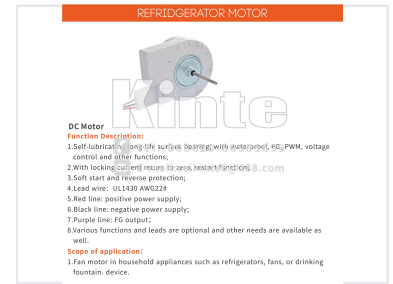 REFRIDGERATOR MOTOR
Kinte
DC Motor
Function Description:
1.Self-lubricating long-life surface bearing; with waterproof, FG, PWM, voltage
control and other functions;
2.With locking current return to zero, restart function;
3.Soft start and reverse protection;
4.Lead wire: UL1430 AWG22#
5.Red line: positive power supply;
6.Black line: negative power supply;
7.Purple line: FG output;
8.Various functions and leads are optional and other needs are available as
well.
Scope of application:
1.Fan motor in household appliances such as refrigerators, fans, or drinking
fountain. device.